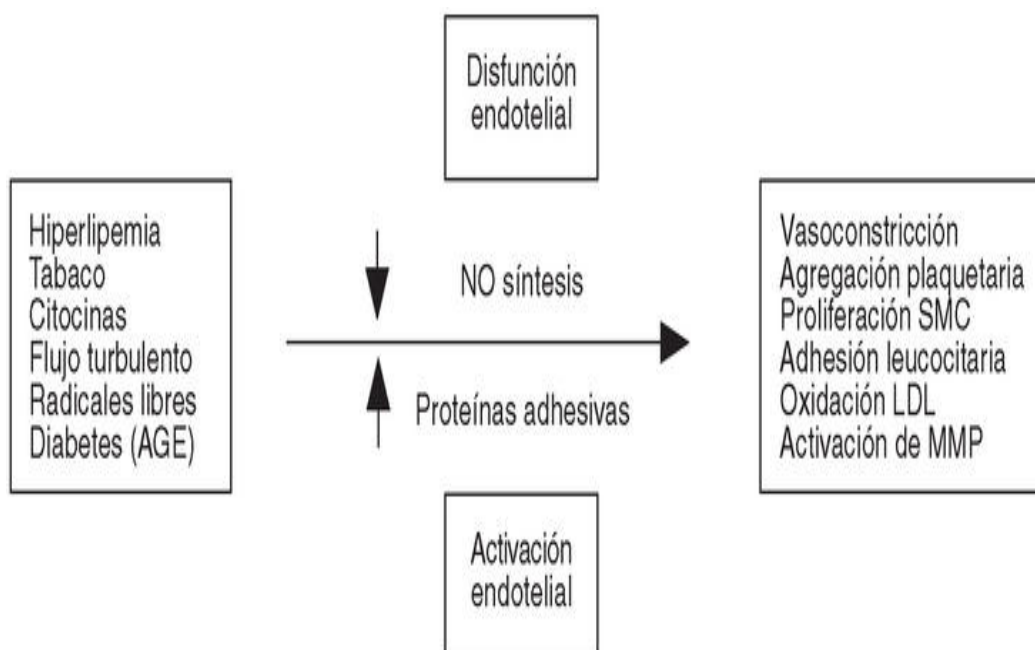 Disfunción
endotelial
Hiperlipemia
Tabaco
Citocinas
Flujo turbulento
Radicales libres
Diabetes (AGE)
NO síntesis
Proteínas adhesivas
Vasoconstricción
Agregación plaquetaria
Proliferación SMC
Adhesión leucocitaria
Oxidación LDL
Activación de MMP
Activación
endotelial